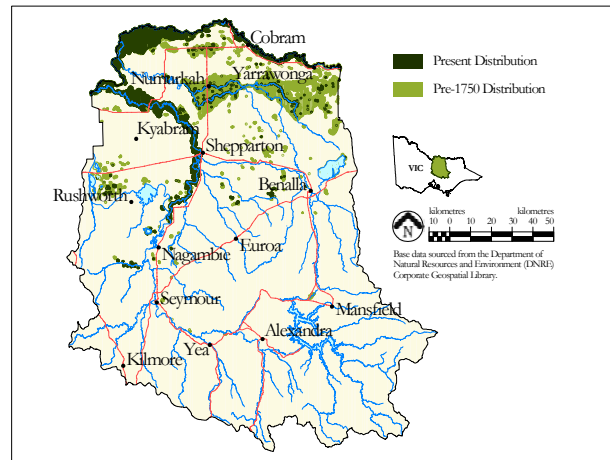 Cobram
Numurkah
Yarrawonga
Kyabram
Shepparton
Rushworth
Benalla
Euroa
Nagambie
Seymour
Mansfield
Alexandra
Yea
Kilmore
Present Distribution
Pre-1750 Distribution
VIC
N
kilometres kilometres
10 0 10 20 30 40 50
Base data sourced from the Department of
Natural Resources and Environment (DNRE)
Corporate Geospatial Library.